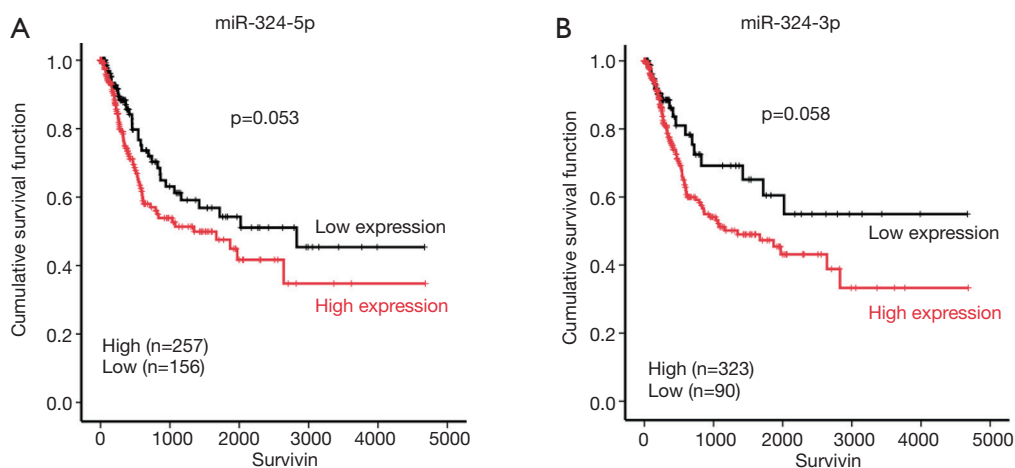 A
miR-324-5p
Cumulative survival function
1.0
0.8
0.6
0.4
0.2
0.0
p=0.053
Low expression
High expression
High (n=257)
Low (n=156)
0 1000 2000 3000 4000 5000
Survivin
B
miR-324-3p
Cumulative survival function
1.0
0.8
0.6
0.4
0.2
0.0
p=0.058
Low expression
High expression
High (n=323)
Low (n=90)
0 1000 2000 3000 4000 5000
Survivin